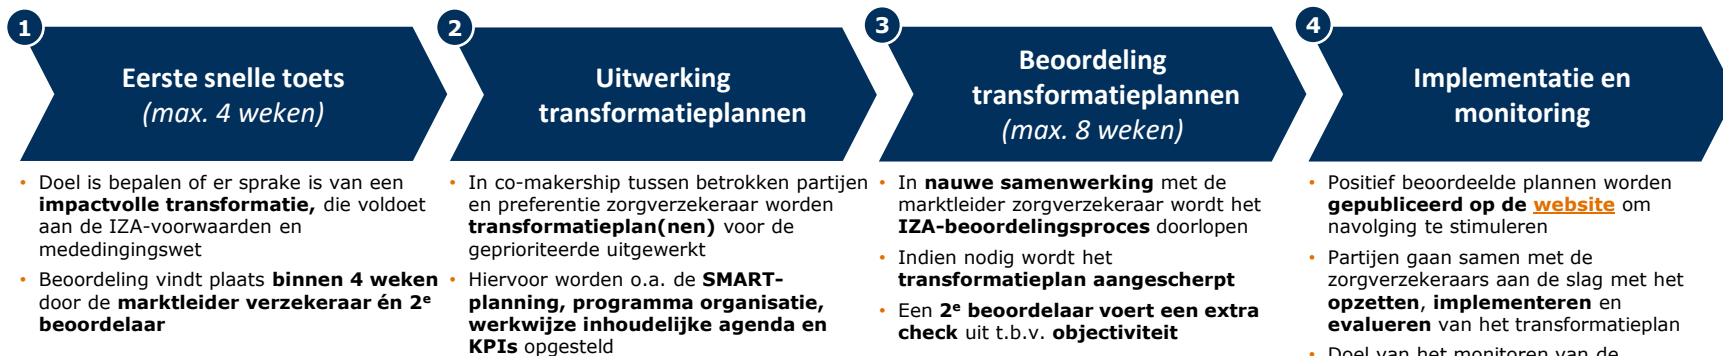 1
Eerste snelle toets
(max. 4 weken)
• Doel is bepalen of er sprake is van een
impactvolle transformatie, die voldoet
aan de IZA-voorwaarden en
mededingingswet
• Beoordeling vindt plaats binnen 4 weken
door de marktleider verzekeraar én 2e
beoordelaar
2
Uitwerking
transformatieplannen
• In co-makership tussen betrokken partijen
en preferentie zorgverzekeraar worden
transformatieplan(nen) voor de
geprioriteerde uitgewerkt
• Hiervoor worden o.a. de SMART-
planning, programma organisatie,
werkwijze inhoudelijke agenda en
KPIs opgesteld
3
Beoordeling
transformatieplannen
(max. 8 weken)
• In nauwe samenwerking met de
marktleider zorgverzekeraar wordt het
IZA-beoordelingsproces doorlopen
• Indien nodig wordt het
transformatieplan aangescherpt
• Een 2e beoordelaar voert een extra
check uit t.b.v. objectiviteit
4
Implementatie en
monitoring
• Positief beoordeelde plannen worden
gepubliceerd op de website om
navolging te stimuleren
• Partijen gaan samen met de
zorgverzekeraars aan de slag met het
opzetten, implementeren en
evalueren van het transformatieplan
• Doel van het monitoren van de